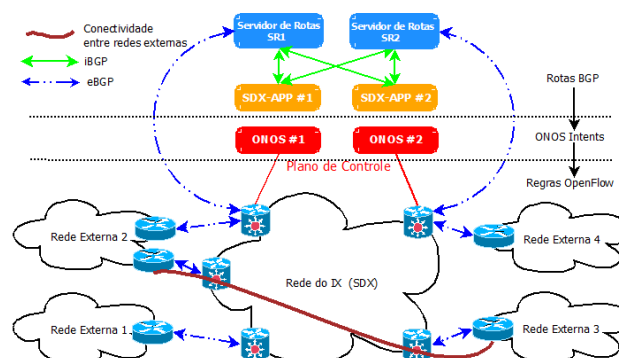 Conectividade
entre redes externas
iBGP
eBGP
Servidor de Rotas
SR1
Servidor de Rotas
SR2
SDX-APP #1
SDX-APP #2
Rotas BGP
ONOS #1
ONOS #2
ONOS Intents
Plano de Controle
Regras OpenFlow
Rede Externa 2
Rede Externa 4
Rede do IX (SDX)
Rede Externa 1
Rede Externa 3